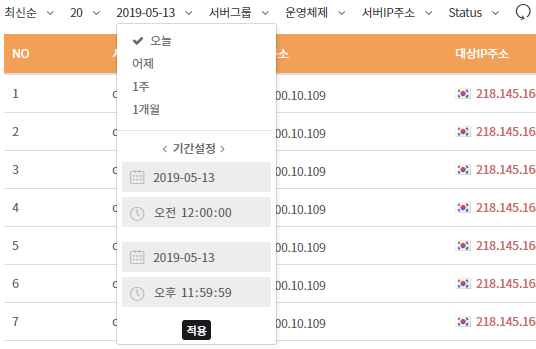 최신순 20 2019-05-13 서버그룹 운영체제 서버IP주소 Status
NO 대상IP주소
오늘
어제
1주
1개월
< 기간설정 >
2019-05-13
오전 12:00:00
2019-05-13
오후 11:59:59
적용
1 00.10.109 218.145.16
2 00.10.109 218.145.16
3 00.10.109 218.145.16
4 00.10.109 218.145.16
5 00.10.109 218.145.16
6 00.10.109 218.145.16
7 00.10.109 218.145.16